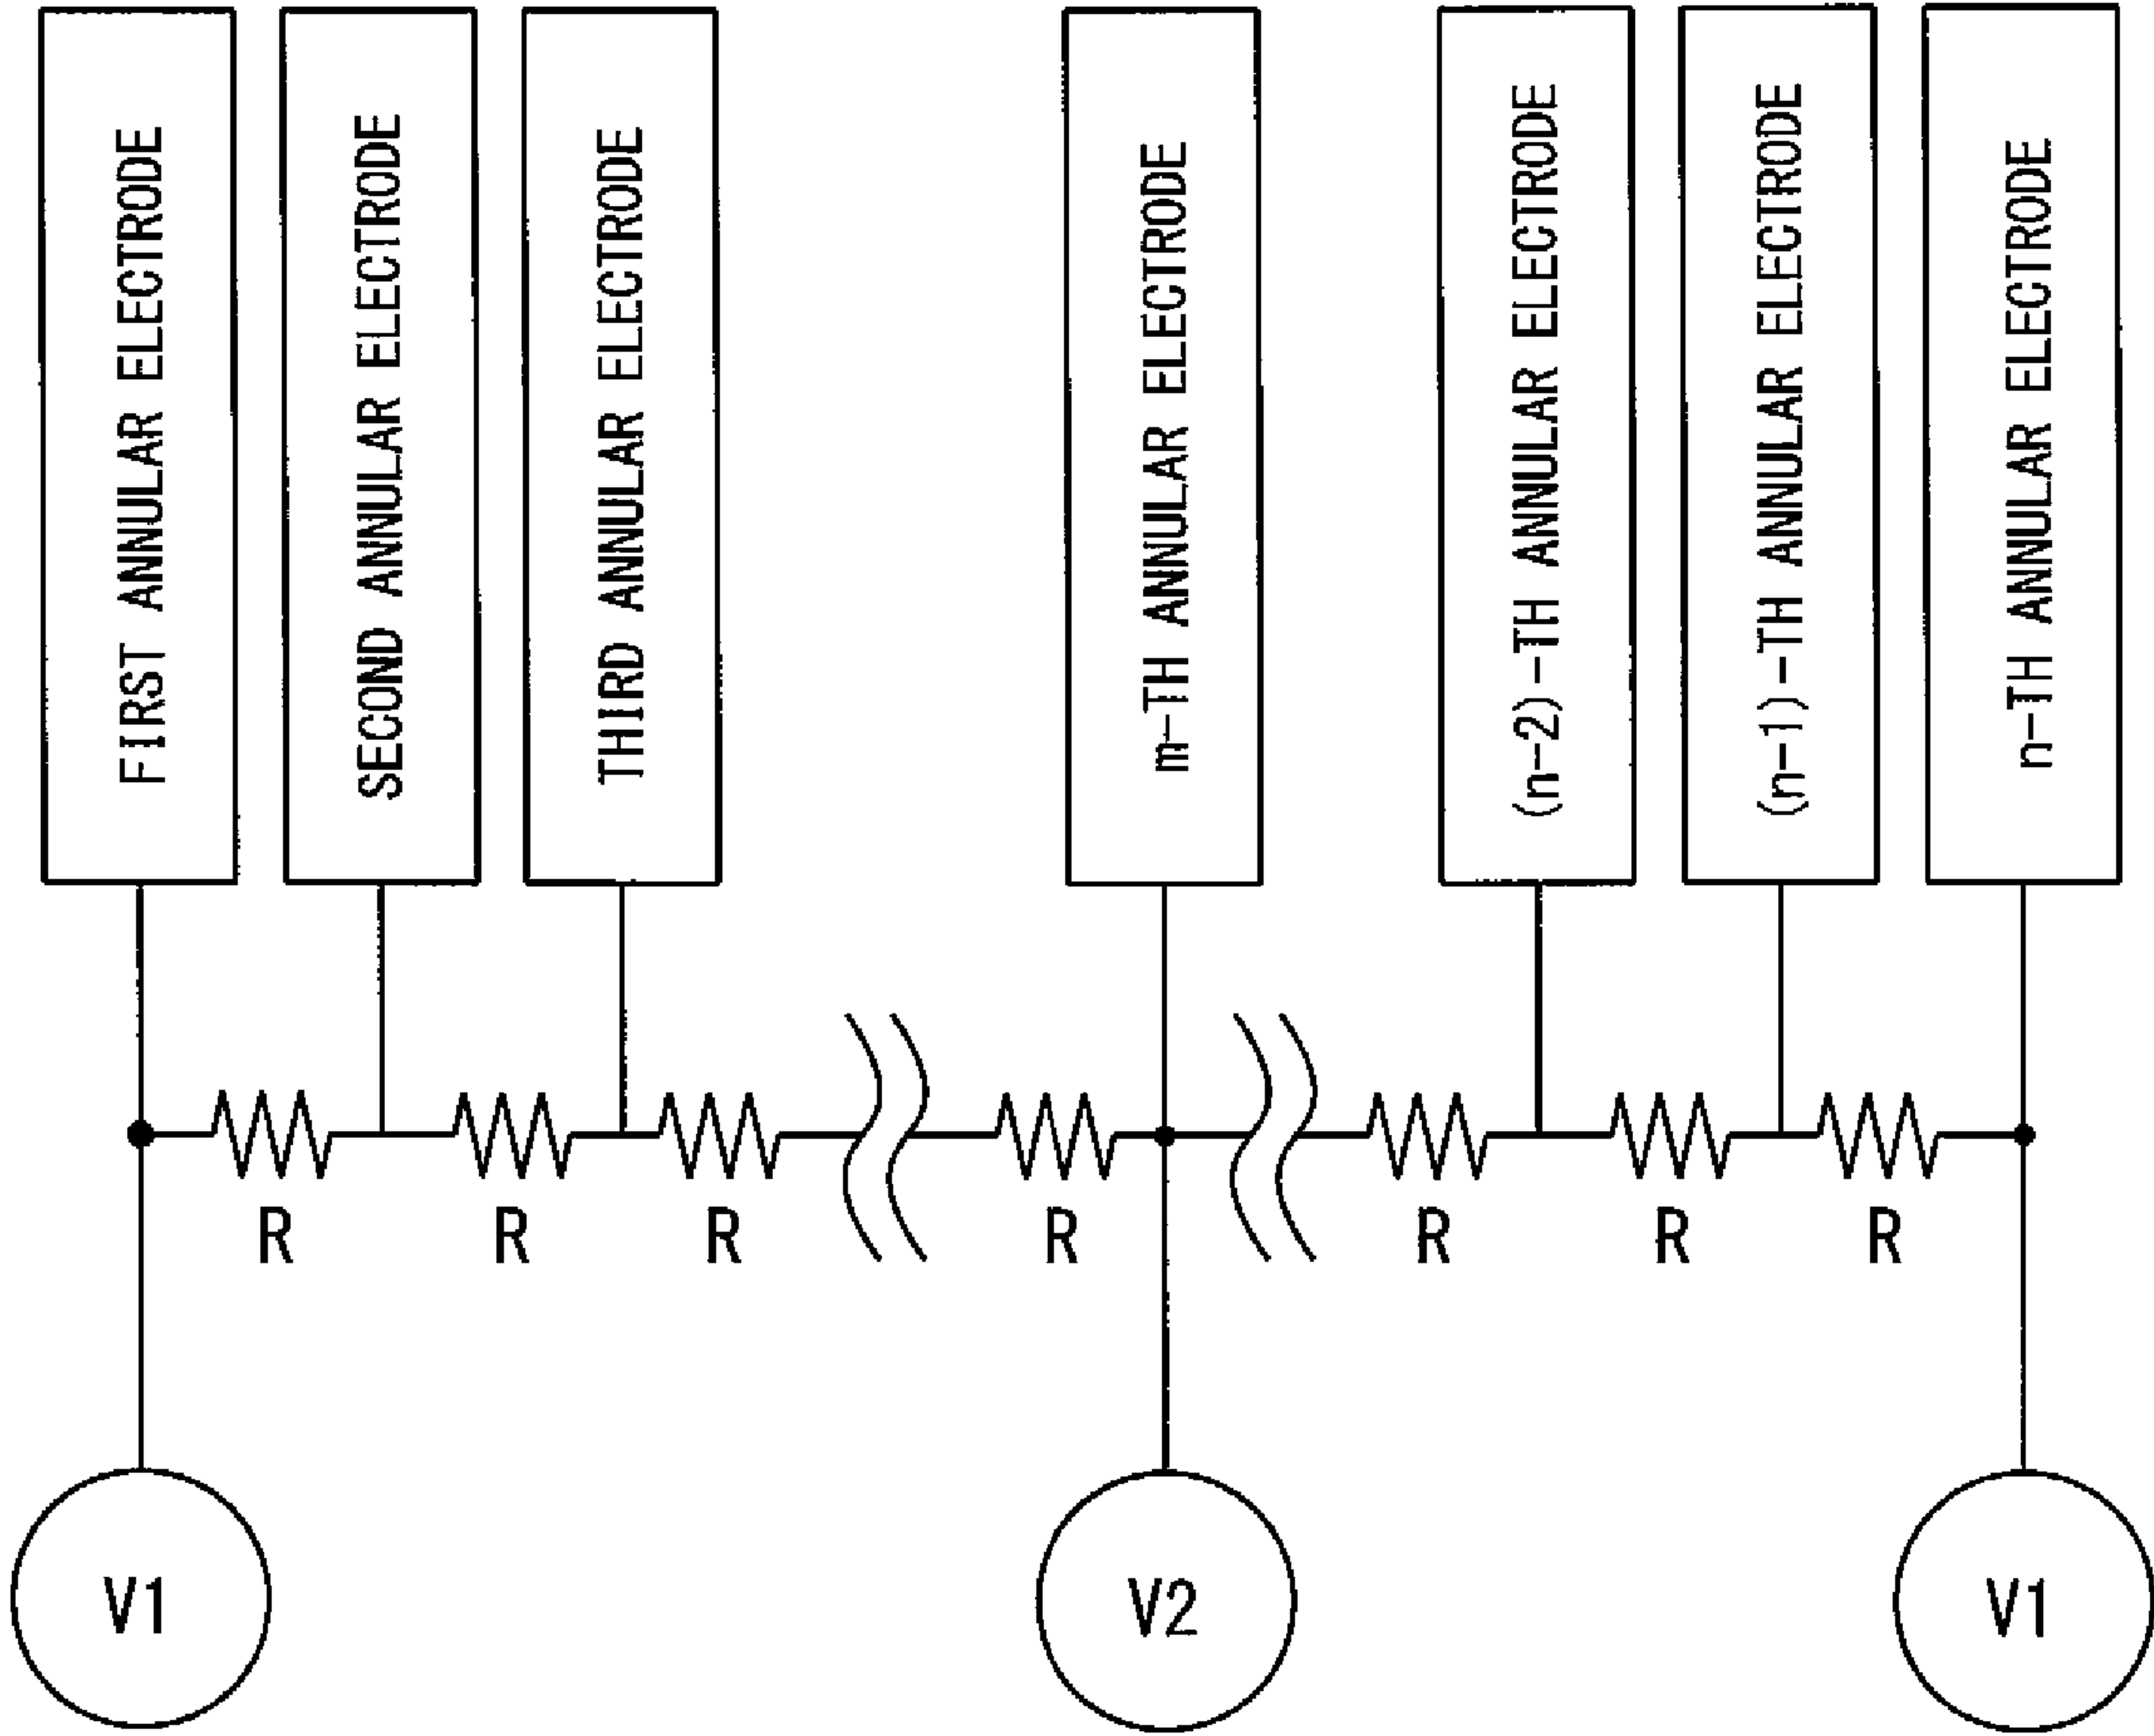 FIRST ANNULAR ELECTRODE
SECOND ANNULAR ELECTRODE
THIRD ANNULAR ELECTRODE
m-TH ANNULAR ELECTRODE
(n-2)-TH ANNULAR ELECTRODE
(n-1)-TH ANNULAR ELECTRODE
n-TH ANNULAR ELECTRODE
R
R
R
R
R
R
R
V1
V2
V1